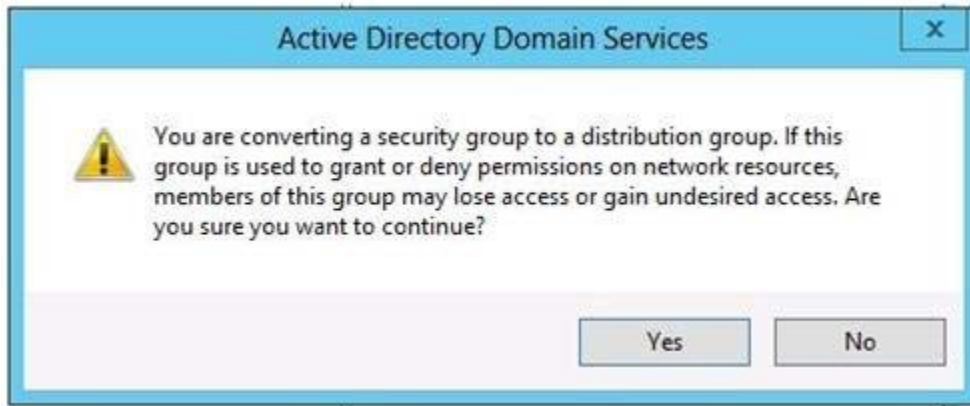 Active Directory Domain Services
x
You are converting a security group to a distribution group. If this
group is used to grant or deny permissions on network resources,
members of this group may lose access or gain undesired access. Are
you sure you want to continue?
Yes
No